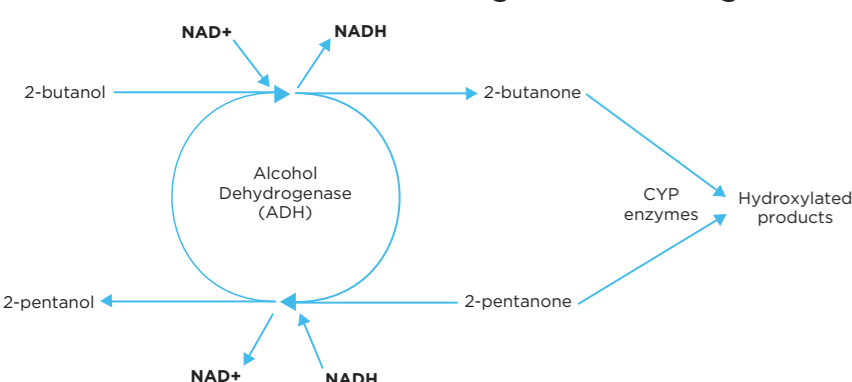 NAD+ NADH
2-butanol 2-butanone
Alcohol
Dehydrogenase
(ADH)
CYP
enzymes
Hydroxylated
products
2-pentanol 2-pentanone
NAD+ NADH